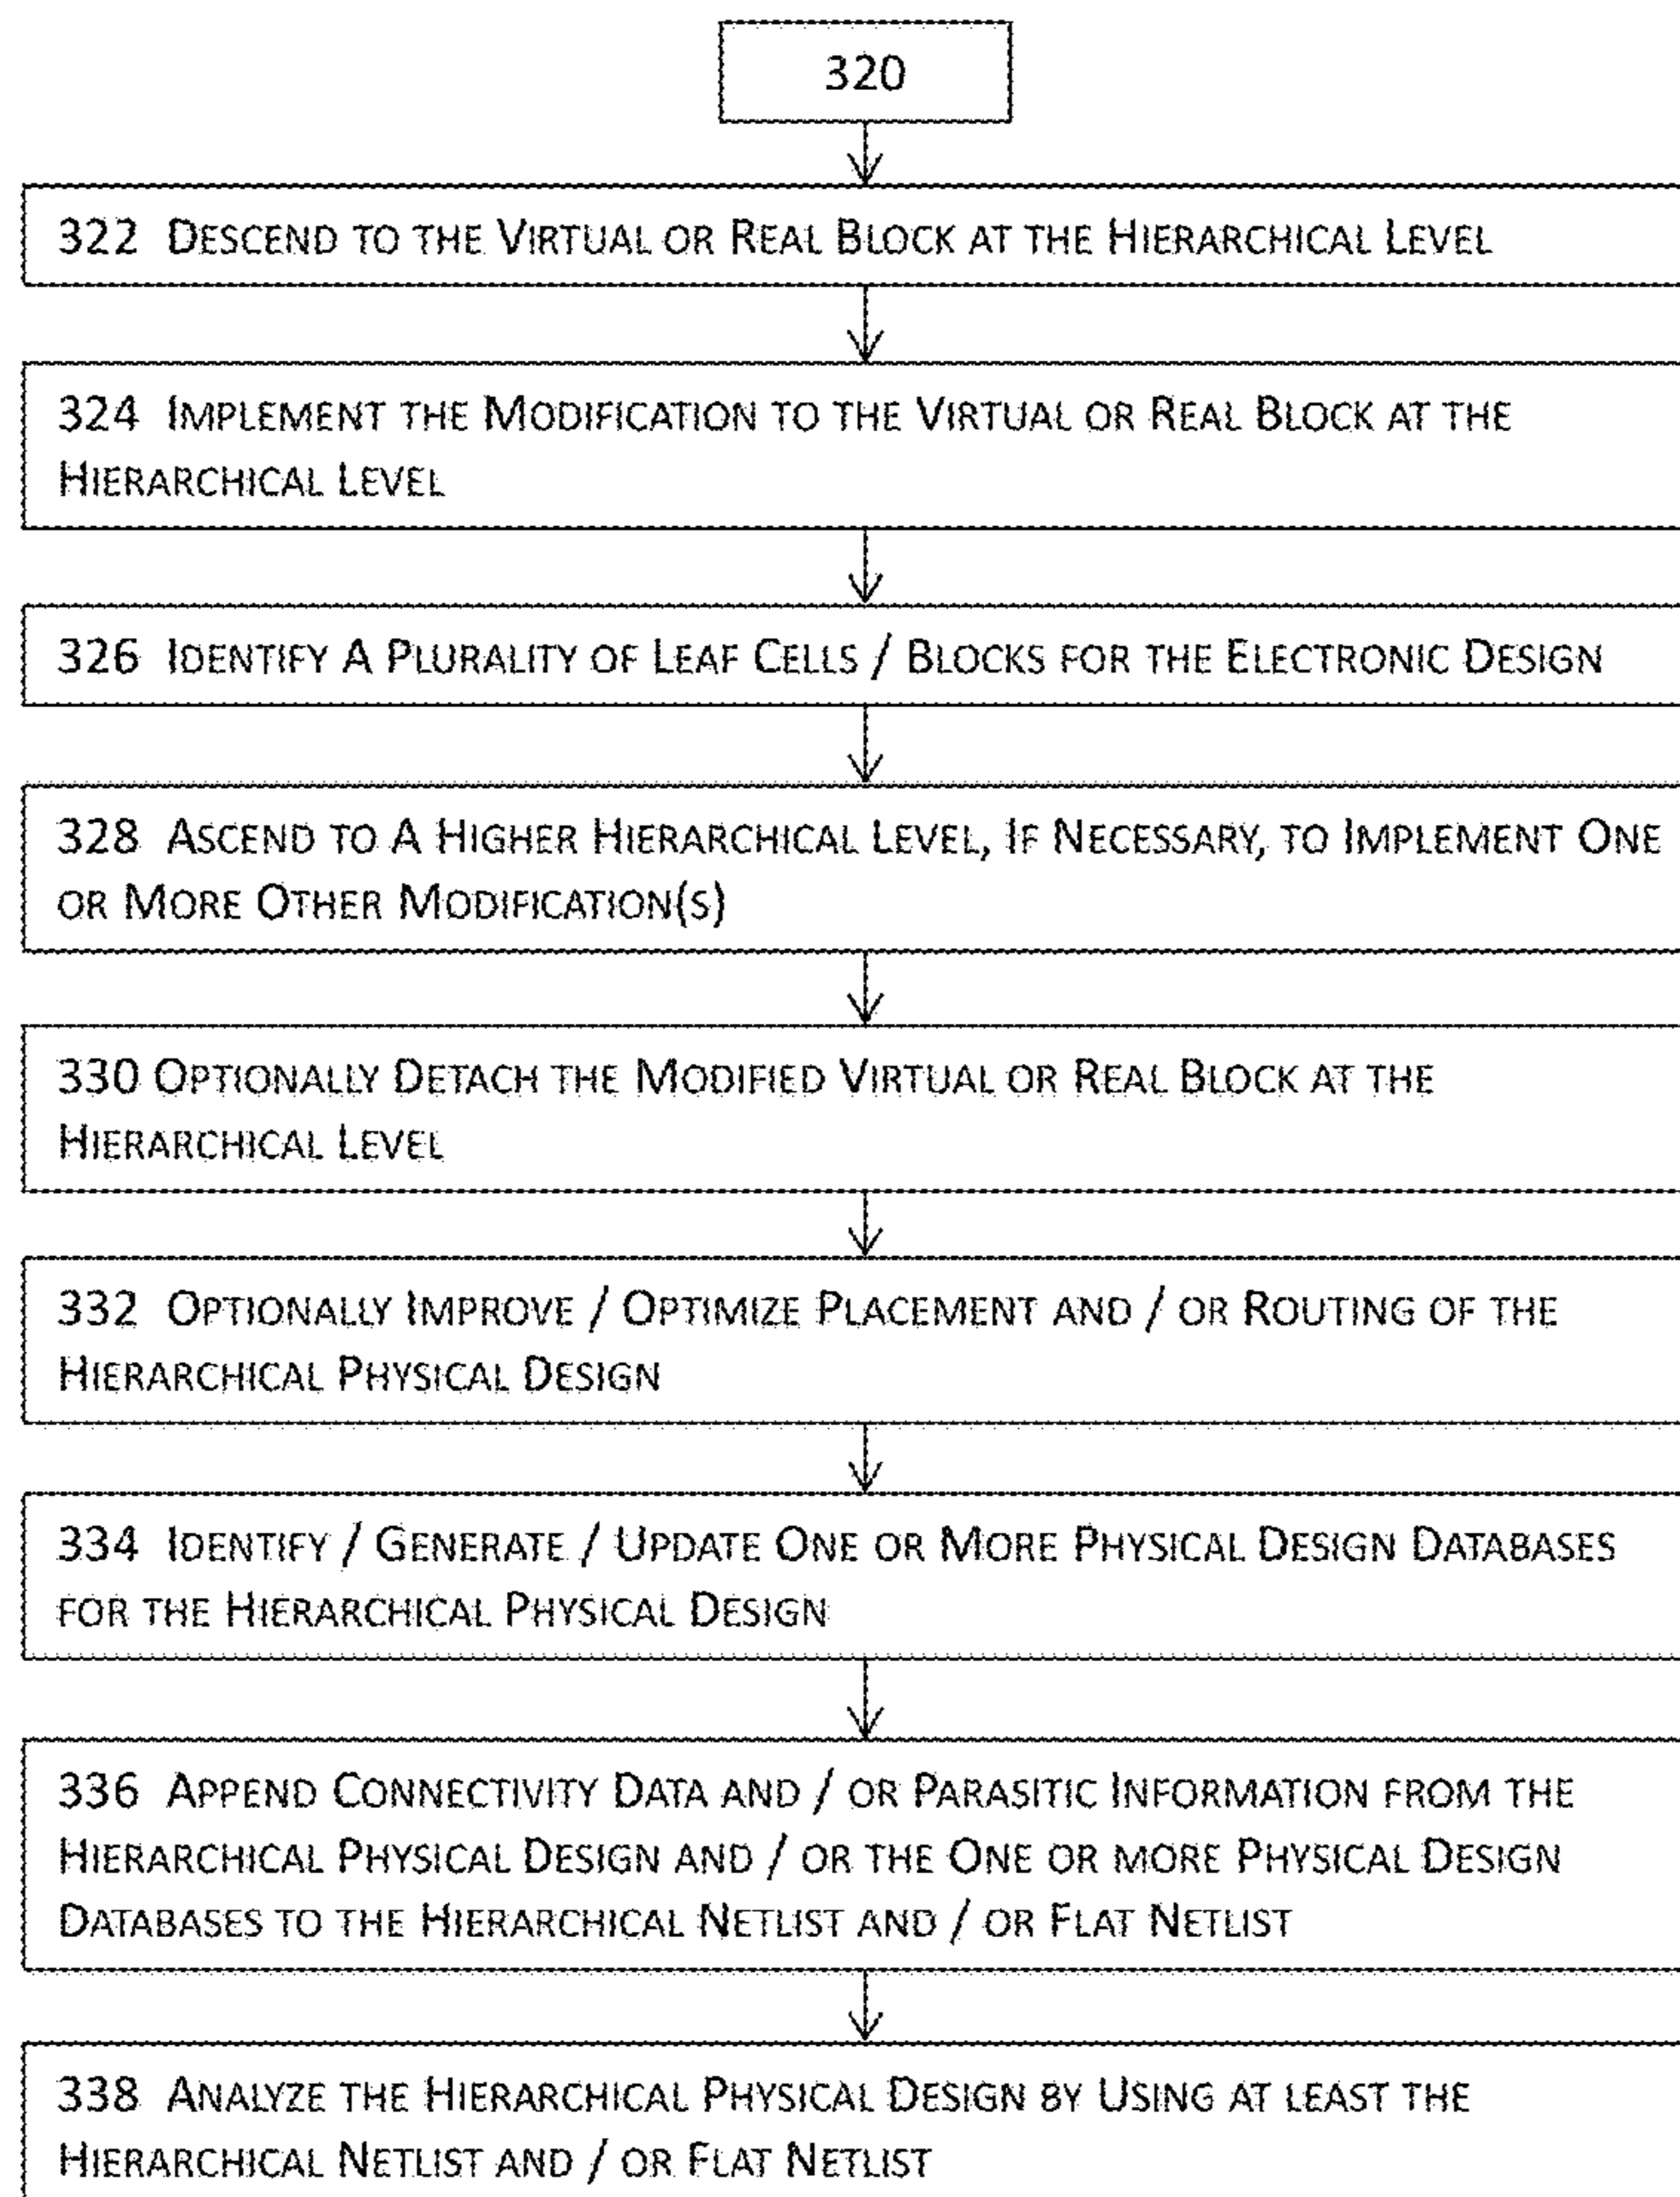 320
322 Descend to the Virtual or Real Block at the Hierarchical Level
324 Implement the Modification to the Virtual or Real Block at the
Hierarchical Level
326 Identify A Plurality of Leaf Cells / Blocks for the Electronic Design
328 Ascend to A Higher Hierarchical Level, If Necessary, to Implement One
or More Other Modification(s)
330 Optionally Detach the Modified Virtual or Real Block at the
Hierarchical Level
332 Optionally Improve / Optimize Placement and / or Routing of the
Hierarchical Physical Design
334 Identify / Generate / Update One or More Physical Design Databases
for the Hierarchical Physical Design
336 Append Connectivity Data and / or Parasitic Information from the
Hierarchical Physical Design and / or the One or more Physical Design
Databases to the Hierarchical Netlist and / or Flat Netlist
338 Analyze the Hierarchical Physical Design by Using at least the
Hierarchical Netlist and / or Flat Netlist